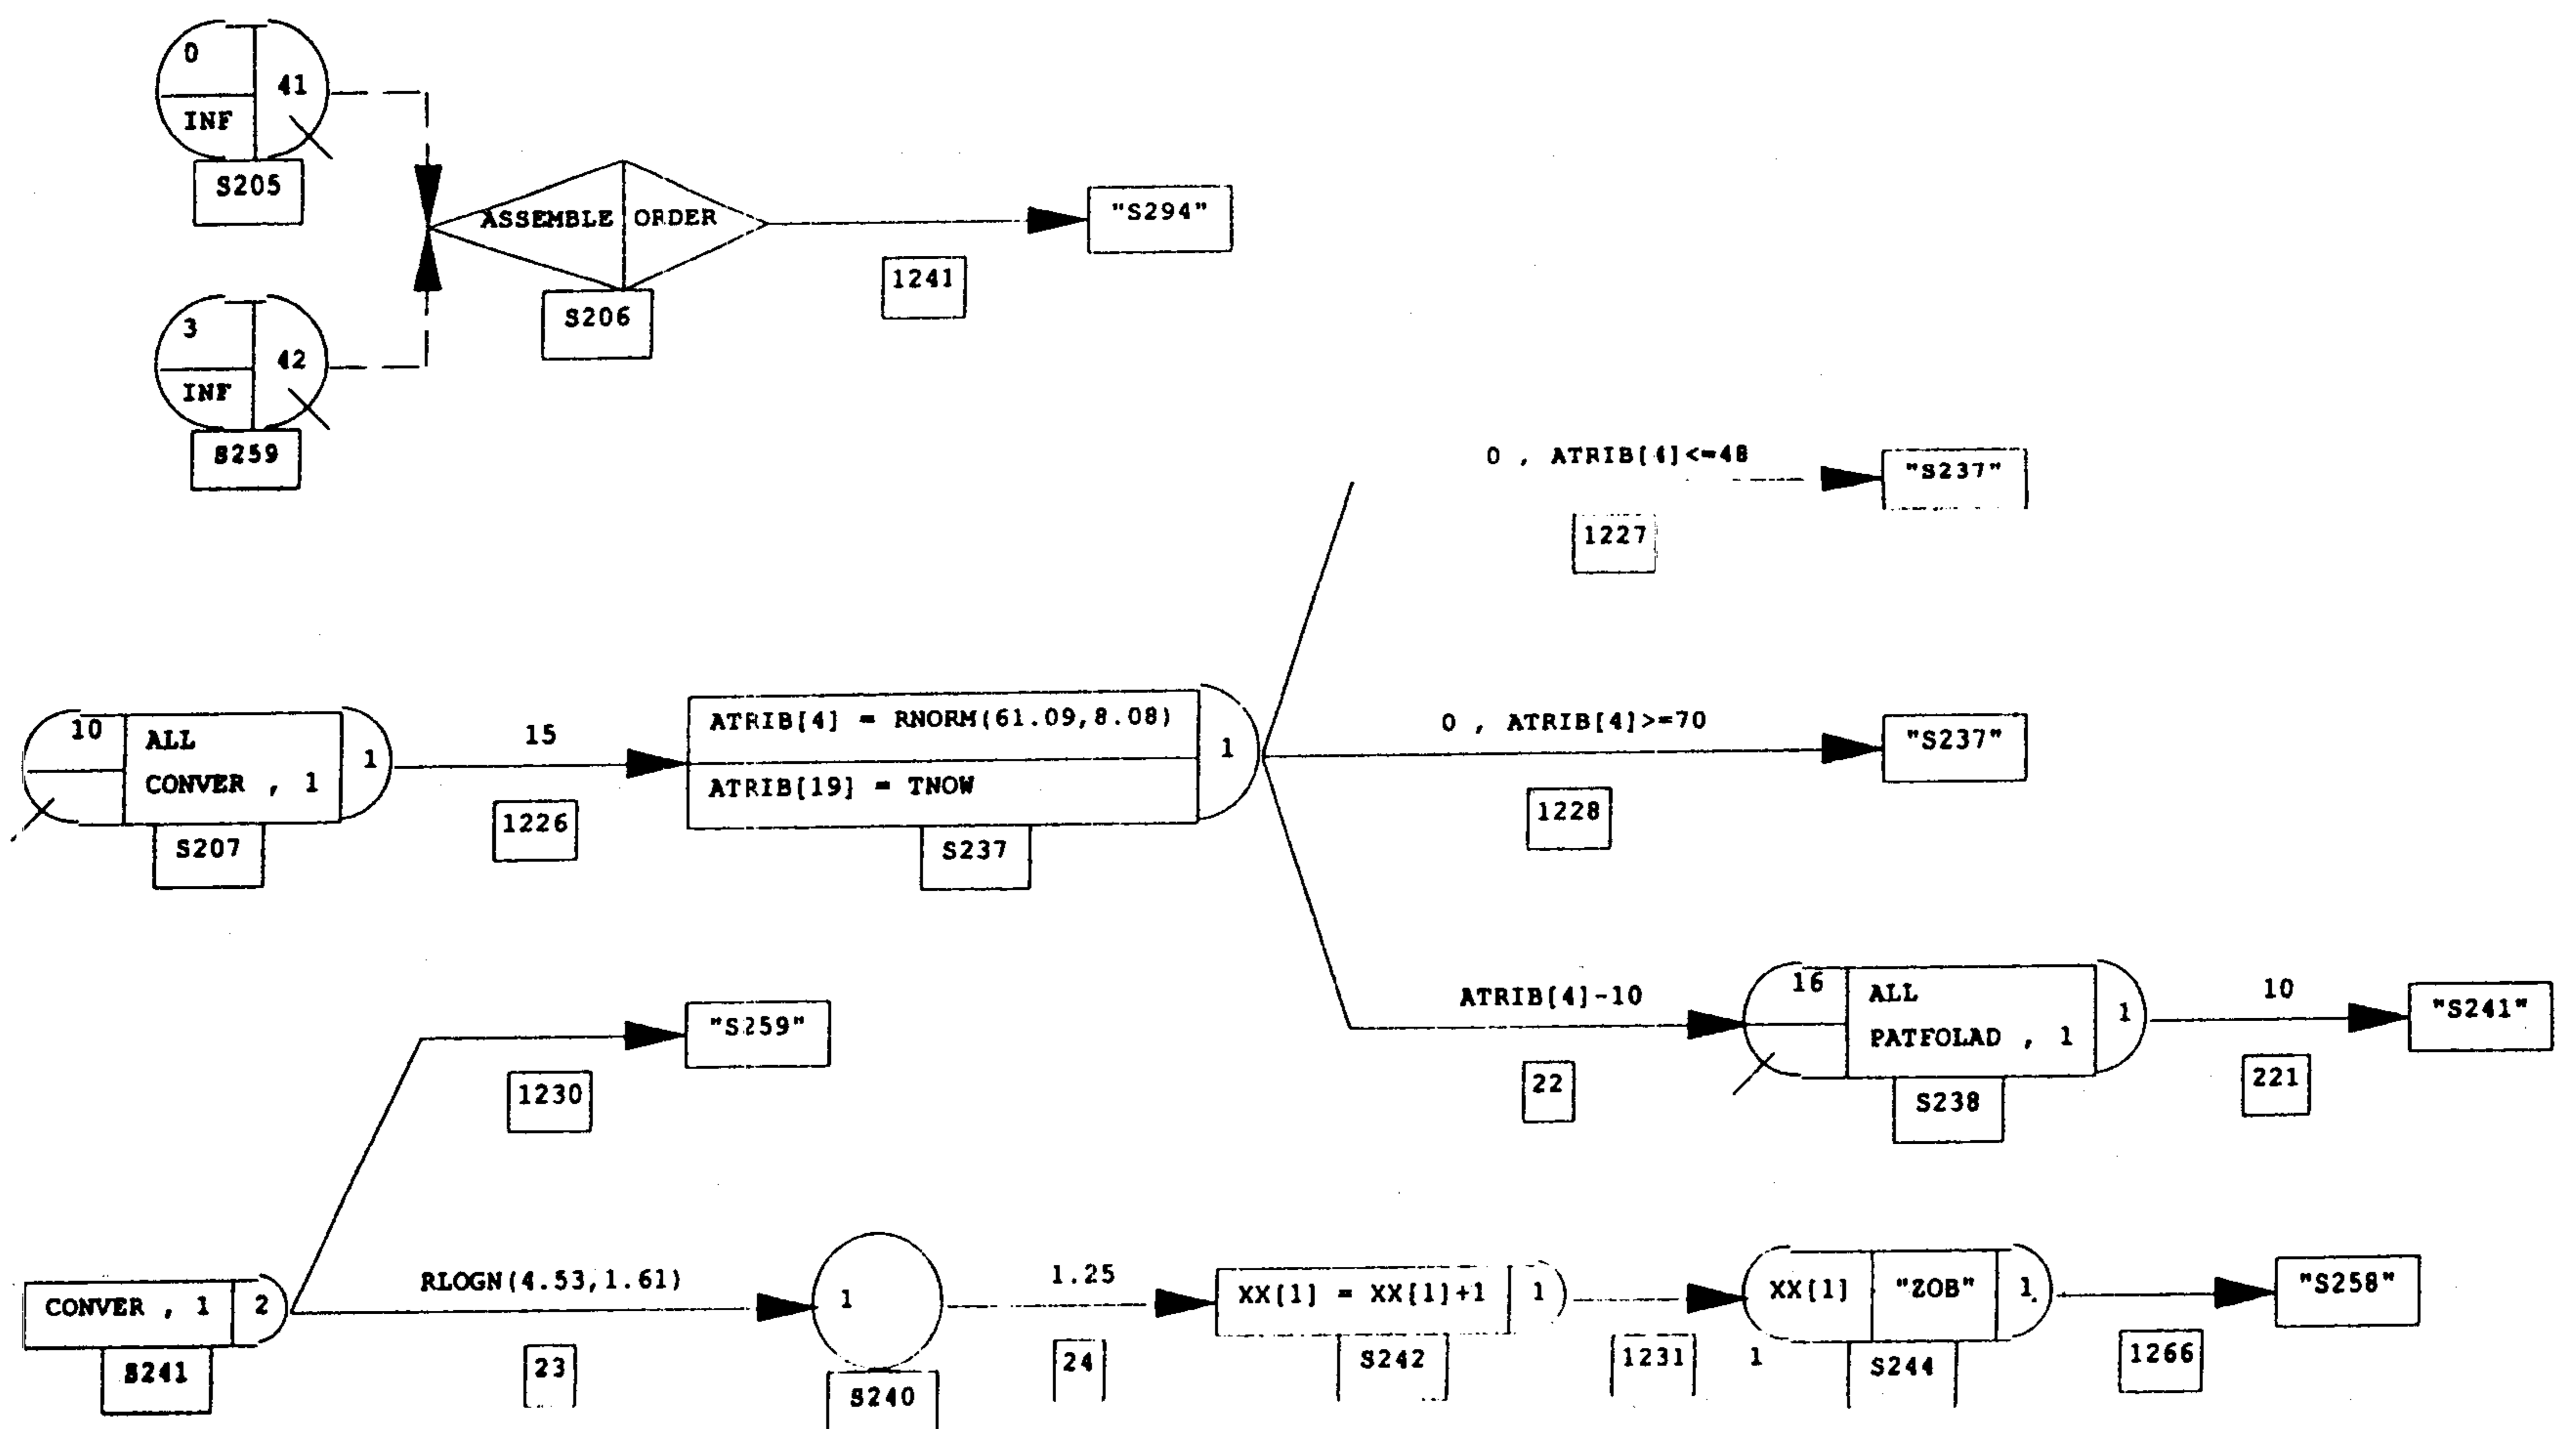 0
41
INF
S205
ASSEMBLE ORDER
S206
1241
"S294"
3
42
INF
S259
0 , ATRIB[4]<=48
1227
"S237"
10
ALL
CONVER , 1
1
S207
15
1226
ATRIB[4] = RNORM(61.09,8.08)
ATRIB[19] = TNOW
1
S237
0 , ATRIB[4]>=70
1228
"S237"
ATRIB[4]-10
22
16
ALL
PATFOLAD , 1
1
S238
10
221
"S241"
"S259"
1230
CONVER , 1
2
S241
RLOGN(4.53,1.61)
23
1
S240
1.25
24
XX[1] = XX[1]+1
1
S242
1231
XX[1]
"ZOB"
1
1
S244
1266
"S258"